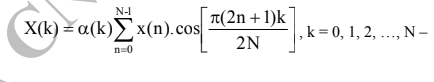 X(k) = α(k) N-1 ∑ n=0 x(n).cos[π(2n + 1)k / 2N], k = 0, 1, 2, …, N –